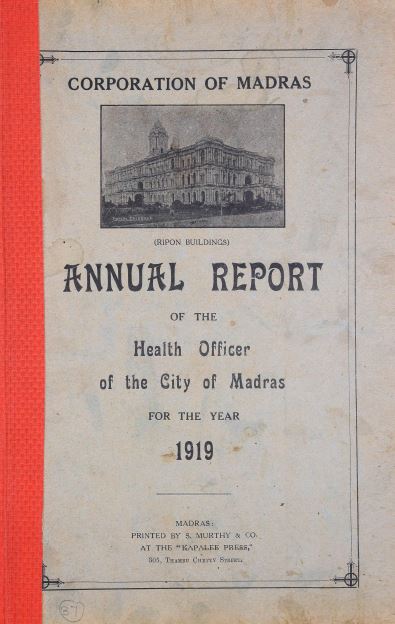 CORPORATION OF MADRAS
(RIPON BUILDINGS)
ANNUAL REPORT
OF THE
Health Officer
of the City of Madras
FOR THE YEAR
1919
MADRAS:
PRINTED BY S. MURTHY & CO.
AT THE "KAPALEE PRESS,"
Thambu Chetty Street.